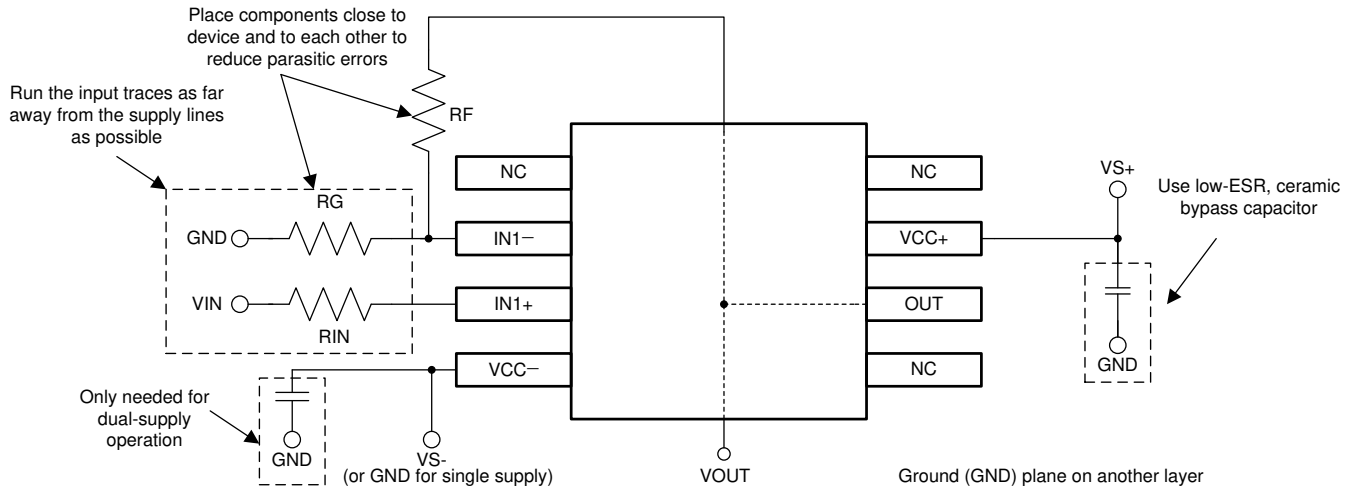 Place components close to
device and to each other to
reduce parasitic errors
Run the input traces as far
away from the supply lines
as possible
RF
NC
NC
VS+
Use low-ESR, ceramic
bypass capacitor
RG
GND
IN1−
VCC+
VIN
IN1+
OUT
RIN
GND
VCC−
NC
Only needed for
dual-supply
operation
GND
VS-
(or GND for single supply)
VOUT
Ground (GND) plane on another layer